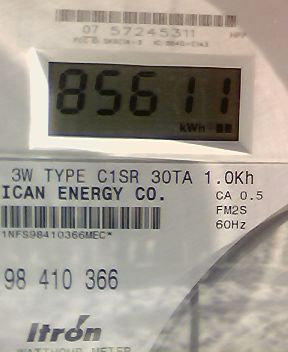 07 57245311
85611
kWh
3W TYPE C1SR 30TA 1.0Kh
ICAN ENERGY CO.
CA 0.5
FM2S
60Hz
1NFS98410366MEC*
98 410 366
Itrón
WATTHOUR METER